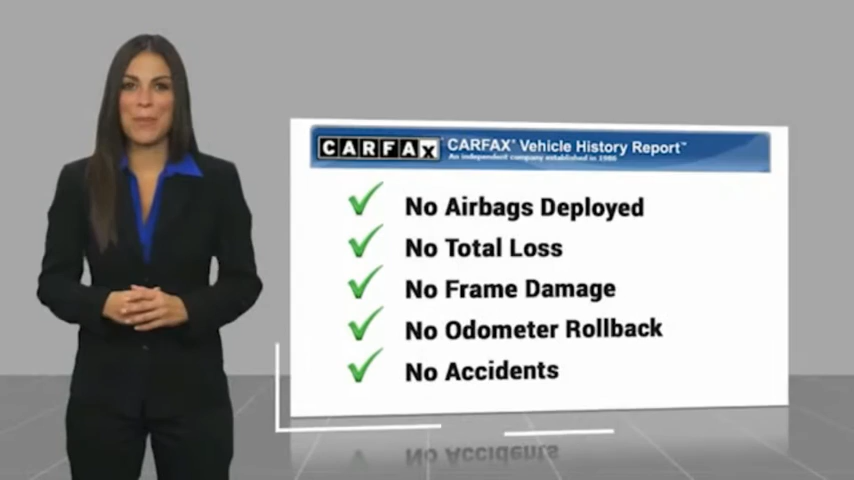 CARFAX CARFAX® Vehicle History Report™
An independent company established in 1986
No Airbags Deployed
No Total Loss
No Frame Damage
No Odometer Rollback
No Accidents
No Accidents